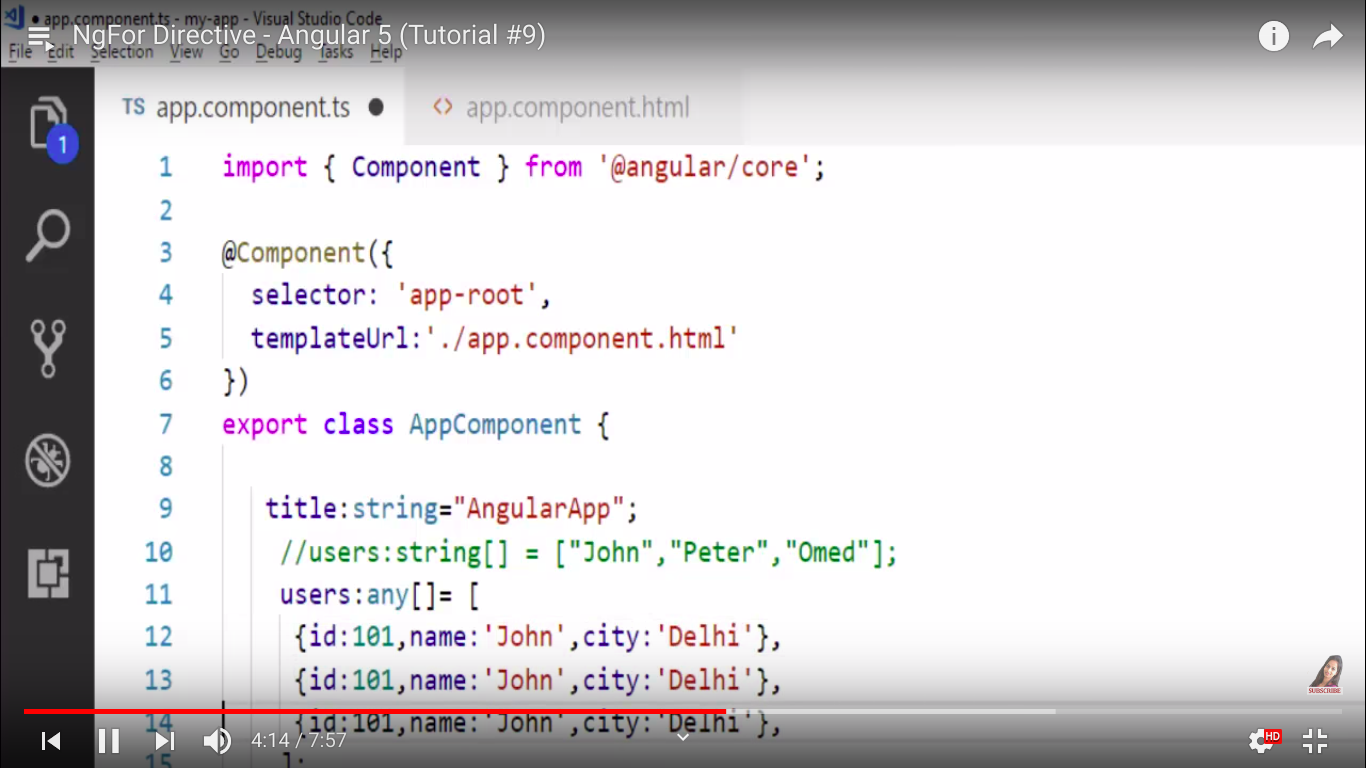 ● app.component.ts - my-app - Visual Studio Code
NgFor Directive - Angular 5 (Tutorial #9)
File Edit Selection View Go Debug Tasks Help
TS app.component.ts ● <> app.component.html
1
1 import { Component } from '@angular/core';
2
3 @Component({
4 selector: 'app-root',
5 templateUrl:'./app.component.html'
6 })
7 export class AppComponent {
8
9 title:string="AngularApp";
10 //users:string[] = ["John","Peter","Omed"];
11 users:any[]= [
12 {id:101,name:'John',city:'Delhi'},
13 {id:101,name:'John',city:'Delhi'},
14 {id:101,name:'John',city:'Delhi'},
15 ];
SUBSCRIBE
4:14 / 7:57
HD